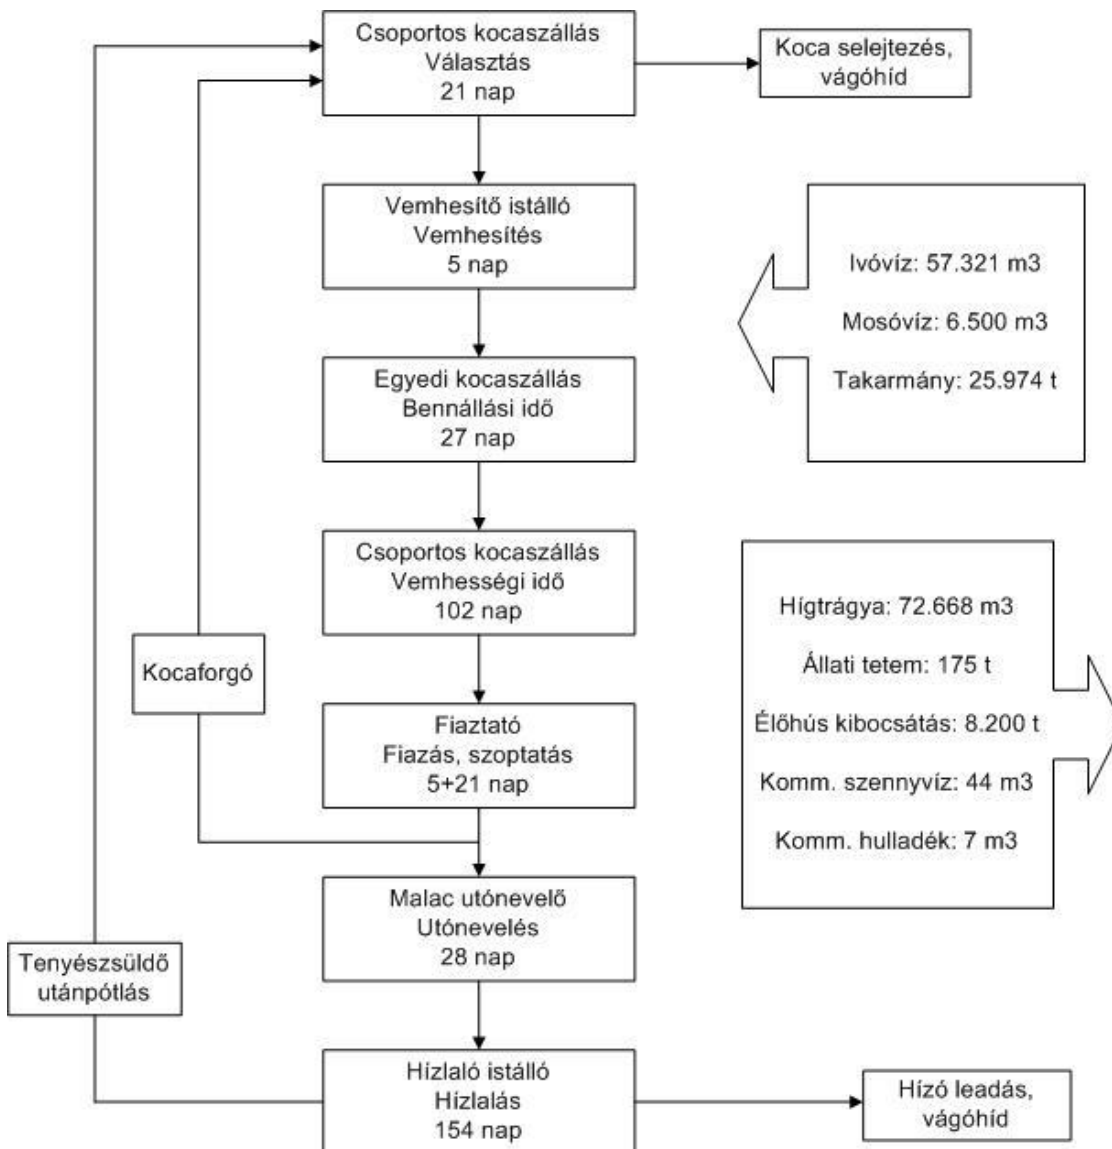 Csoportos kocaszállás
Választás
21 nap
Koca selejtezés,
vágóhíd
Vemhesítő istálló
Vemhesítés
5 nap
Ivóvíz: 57.321 m3
Mosóvíz: 6.500 m3
Takarmány: 25.974 t
Egyedi kocaszállás
Bennállási idő
27 nap
Csoportos kocaszállás
Vemhességi idő
102 nap
Hígtrágya: 72.668 m3
Állati tetem: 175 t
Élőhús kibocsátás: 8.200 t
Komm. szennyvíz: 44 m3
Komm. hulladék: 7 m3
Kocaforgó
Fiaztató
Fiazás, szoptatás
5+21 nap
Malac utónevelő
Utónevelés
28 nap
Tenyészsüldő
utánpótlás
Hízlaló istálló
Hízlalás
154 nap
Hízó leadás,
vágóhíd